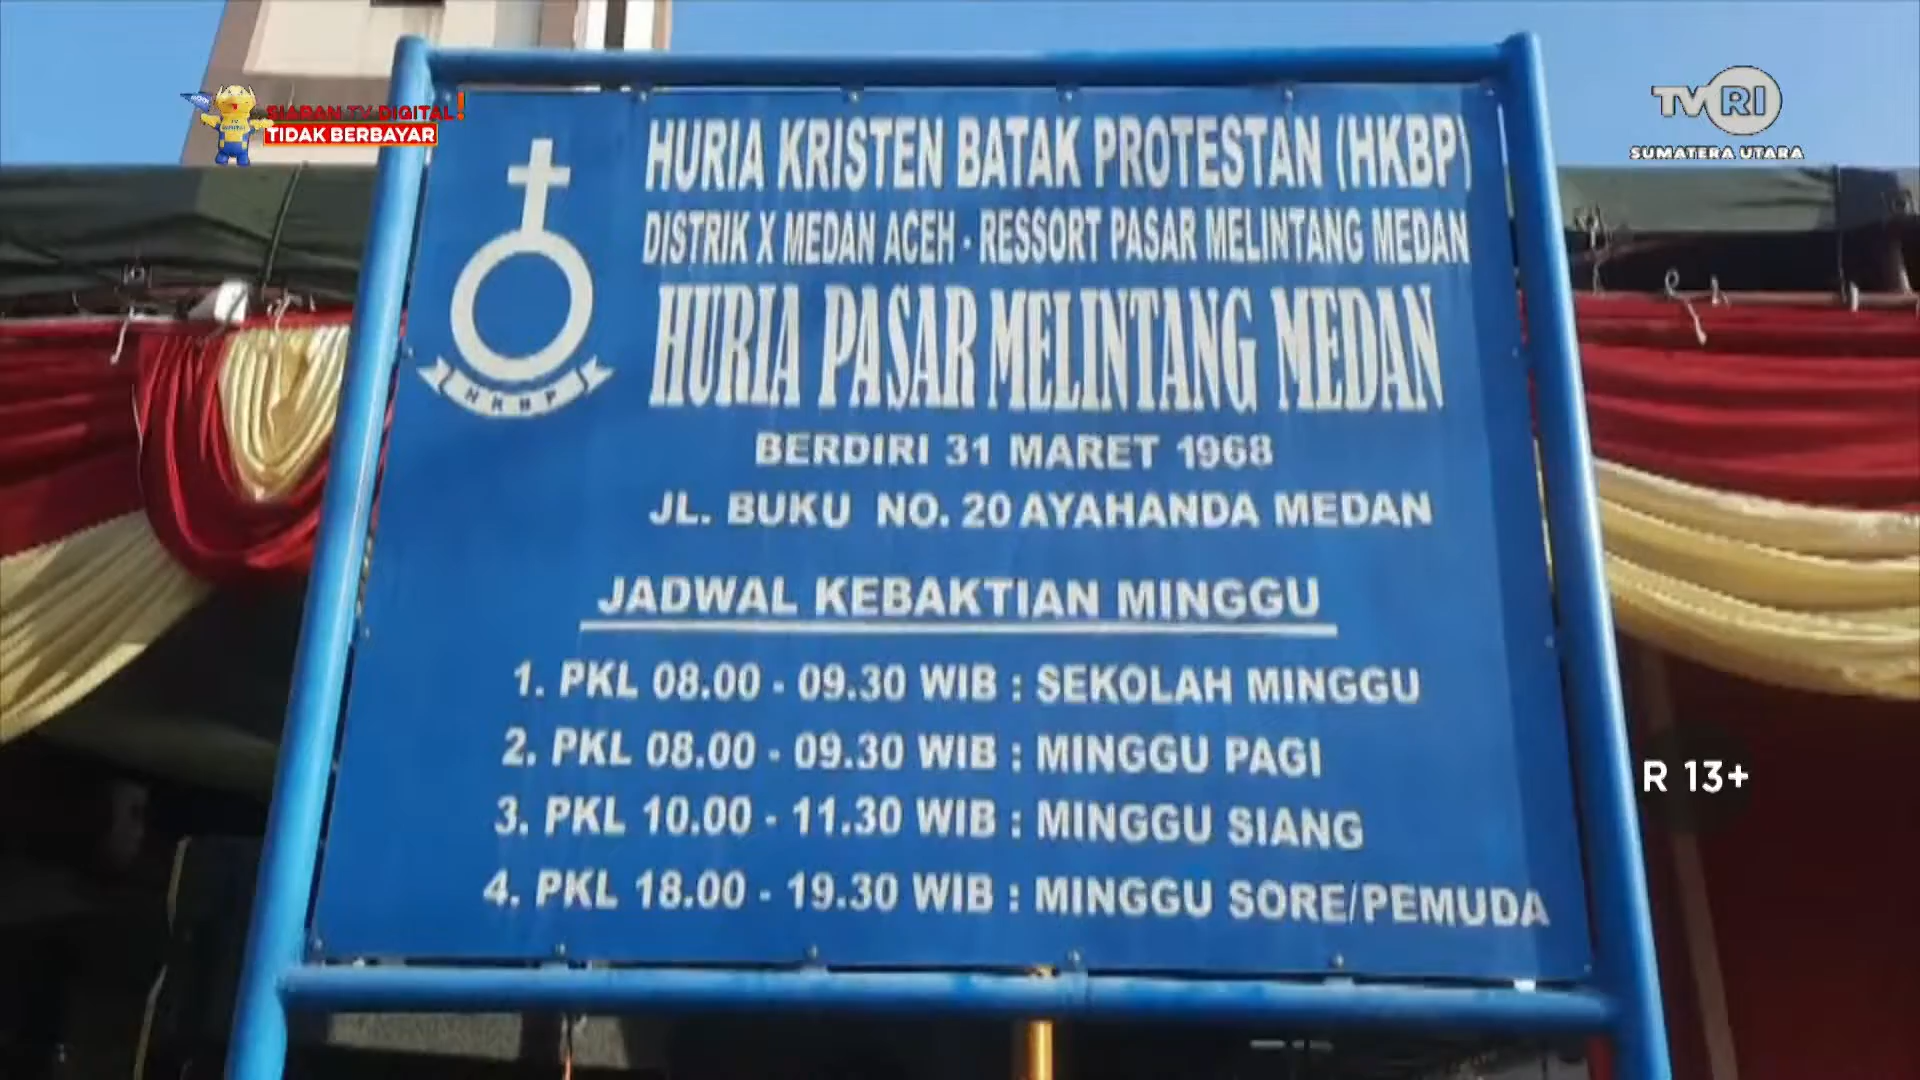 SIARAN TV DIGITAL!
TIDAK BERBAYAR
TVRI
SUMATERA UTARA
HURIA KRISTEN BATAK PROTESTAN (HKBP)
DISTRIK X MEDAN ACEH - RESSORT PASAR MELINTANG MEDAN
HURIA PASAR MELINTANG MEDAN
HKBP
BERDIRI 31 MARET 1968
JL. BUKU NO. 20 AYAHANDA MEDAN
JADWAL KEBAKTIAN MINGGU
1. PKL 08.00 - 09.30 WIB : SEKOLAH MINGGU
2. PKL 08.00 - 09.30 WIB : MINGGU PAGI
3. PKL 10.00 - 11.30 WIB : MINGGU SIANG
4. PKL 18.00 - 19.30 WIB : MINGGU SORE/PEMUDA
R 13+